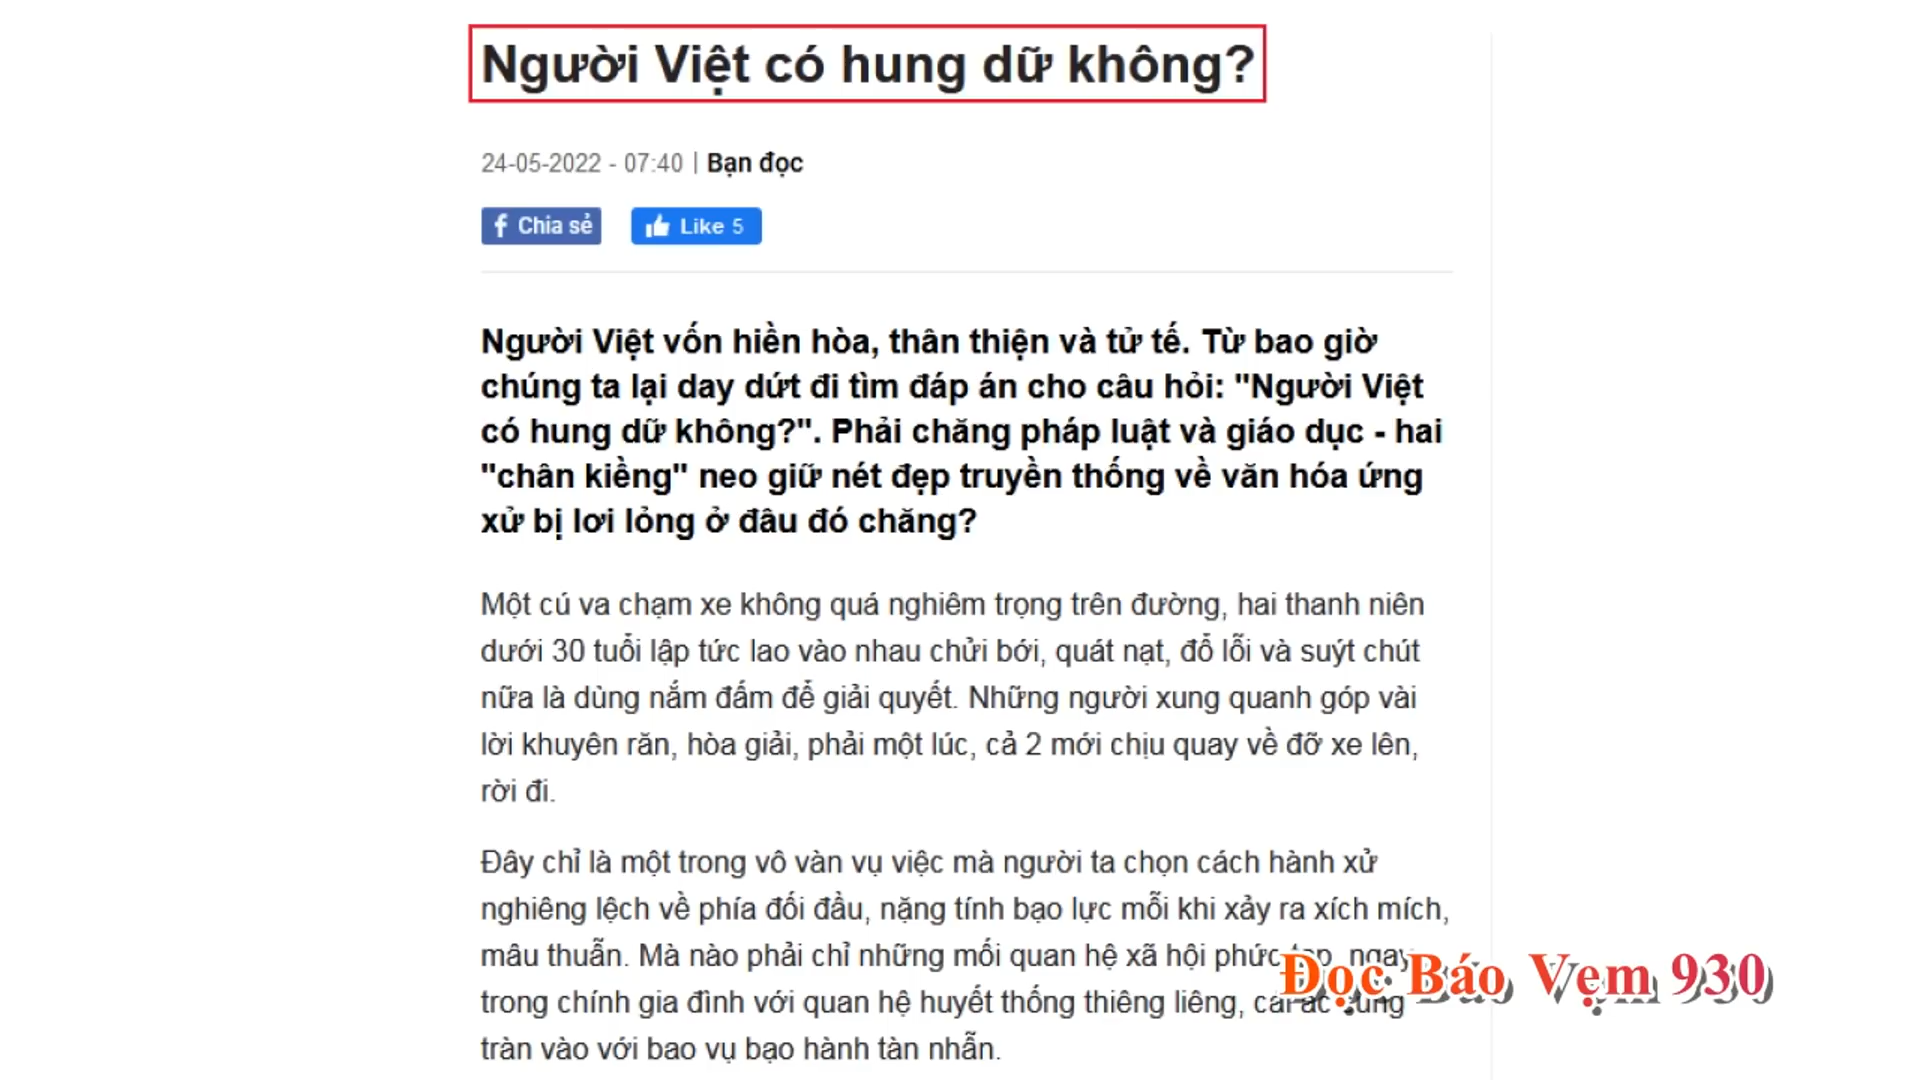 Người Việt có hung dữ không?
24-05-2022 - 07:40 | Bạn đọc
Chia sẻ
Like 5
Người Việt vốn hiền hòa, thân thiện và tử tế. Từ bao giờ
chúng ta lại day dứt đi tìm đáp án cho câu hỏi: "Người Việt
có hung dữ không?". Phải chăng pháp luật và giáo dục - hai
"chân kiềng" neo giữ nét đẹp truyền thống về văn hóa ứng
xử bị lơi lỏng ở đâu đó chăng?
Một cú va chạm xe không quá nghiêm trọng trên đường, hai thanh niên
dưới 30 tuổi lập tức lao vào nhau chửi bới, quát nạt, đổ lỗi và suýt chút
nữa là dùng nắm đấm để giải quyết. Những người xung quanh góp vài
lời khuyên răn, hòa giải, phải một lúc, cả 2 mới chịu quay về đỡ xe lên,
rời đi.
Đây chỉ là một trong vô vàn vụ việc mà người ta chọn cách hành xử
nghiêng lệch về phía đối đầu, nặng tính bạo lực mỗi khi xảy ra xích mích,
mâu thuẫn. Mà nào phải chỉ những mối quan hệ xã hội phức ngay
trong chính gia đình với quan hệ huyết thống thiêng liêng,
tràn vào với bao vụ bạo hành tàn nhẫn.
Đọc Báo Vẹm 930